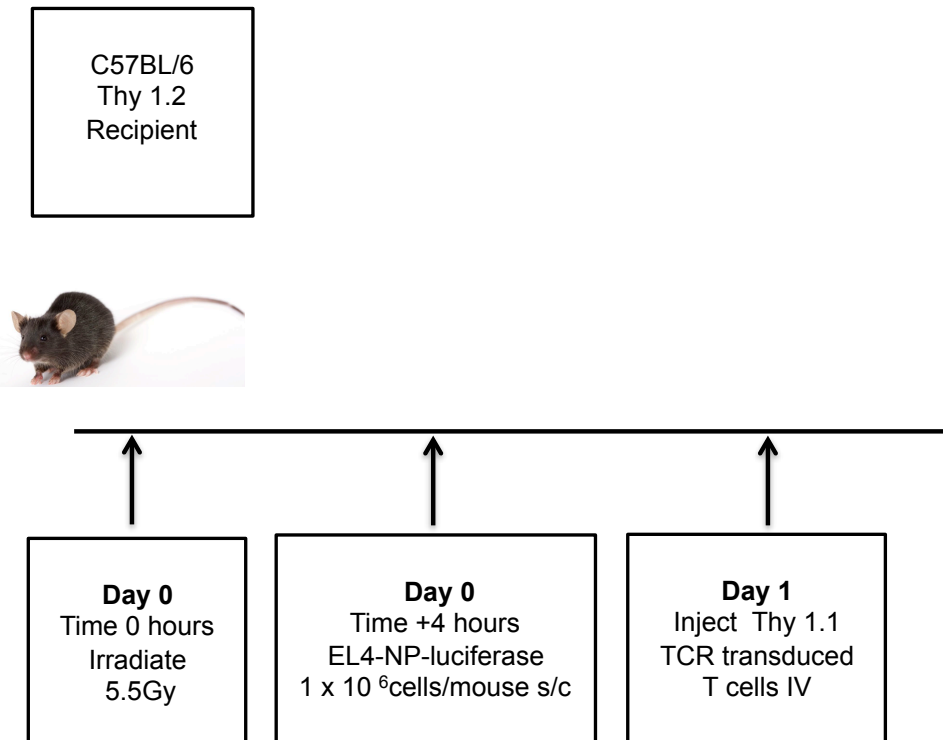 C57BL/6
Thy 1.2
Recipient
Day 0
Time 0 hours
Irradiate
5.5Gy
Day 0
Time +4 hours
EL4-NP-luciferase
1 x 10 ⁶cells/mouse s/c
Day 1
Inject Thy 1.1
TCR transduced
T cells IV